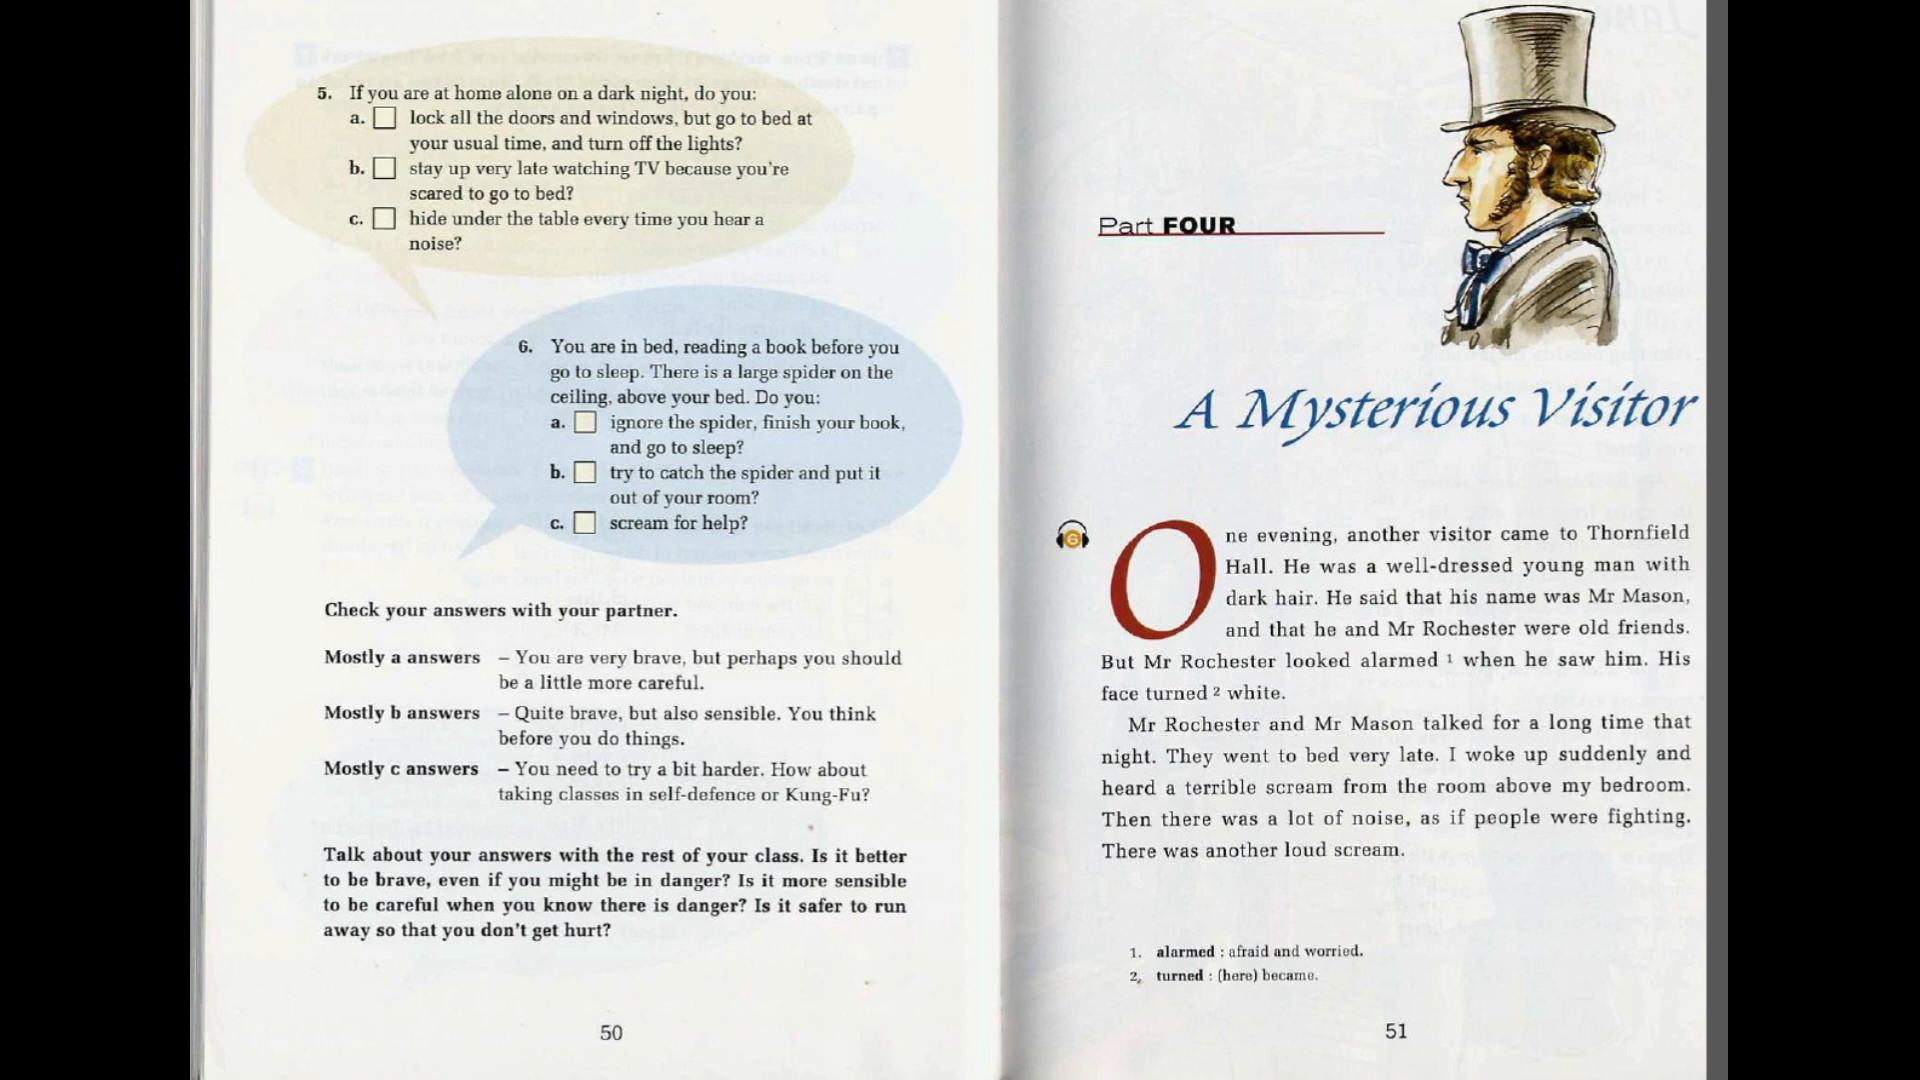 5. If you are at home alone on a dark night, do you:
a. lock all the doors and windows, but go to bed at
your usual time, and turn off the lights?
b. stay up very late watching TV because you're
scared to go to bed?
c. hide under the table every time you hear a
noise?
6. You are in bed, reading a book before you
go to sleep. There is a large spider on the
ceiling, above your bed. Do you:
a. ignore the spider, finish your book,
and go to sleep?
b. try to catch the spider and put it
out of your room?
c. scream for help?
Check your answers with your partner.
Mostly a answers – You are very brave, but perhaps you should
be a little more careful.
Mostly b answers – Quite brave, but also sensible. You think
before you do things.
Mostly c answers – You need to try a bit harder. How about
taking classes in self-defence or Kung-Fu?
Talk about your answers with the rest of your class. Is it better
to be brave, even if you might be in danger? Is it more sensible
to be careful when you know there is danger? Is it safer to run
away so that you don't get hurt?
50
Part FOUR
A Mysterious Visitor
6
One evening, another visitor came to Thornfield
Hall. He was a well-dressed young man with
dark hair. He said that his name was Mr Mason,
and that he and Mr Rochester were old friends.
But Mr Rochester looked alarmed 1 when he saw him. His
face turned 2 white.
Mr Rochester and Mr Mason talked for a long time that
night. They went to bed very late. I woke up suddenly and
heard a terrible scream from the room above my bedroom.
Then there was a lot of noise, as if people were fighting.
There was another loud scream.
1. alarmed : afraid and worried.
2. turned : (here) became.
51